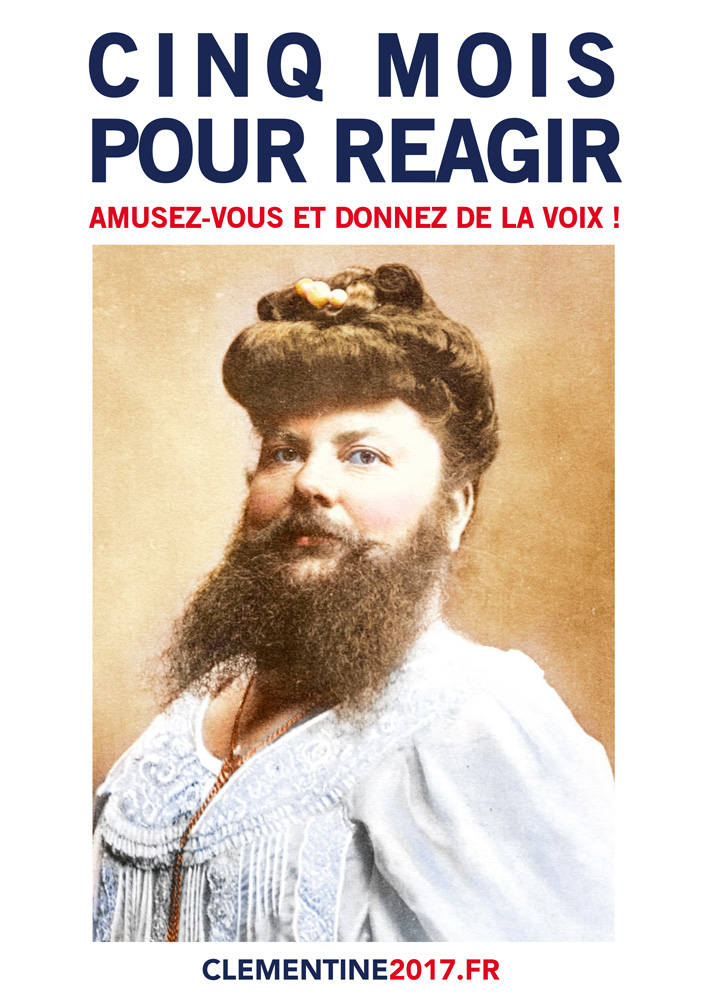 CINQ MOIS
POUR REAGIR
AMUSEZ-VOUS ET DONNEZ DE LA VOIX !
CLEMENTINE2017.FR